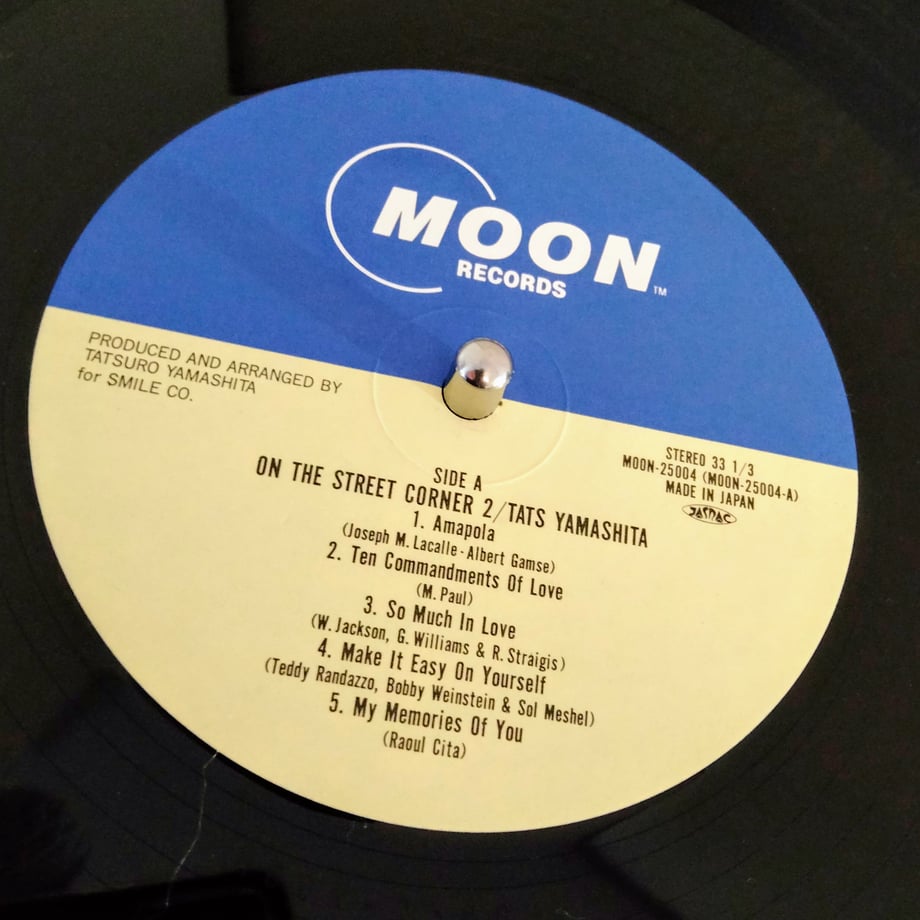 MOON
RECORDS ™
PRODUCED AND ARRANGED BY
TATSURO YAMASHITA
for SMILE CO.
STEREO 33 1/3
MOON-25004 (MOON-25004-A)
MADE IN JAPAN
JASRAC
SIDE A
ON THE STREET CORNER 2/TATS YAMASHITA
1. Amapola
(Joseph M. Lacalle - Albert Gamse)
2. Ten Commandments Of Love
(M. Paul)
3. So Much In Love
(W. Jackson, G. Williams & R. Straigis)
4. Make It Easy On Yourself
(Teddy Randazzo, Bobby Weinstein & Sol Meshel)
5. My Memories Of You
(Raoul Cita)